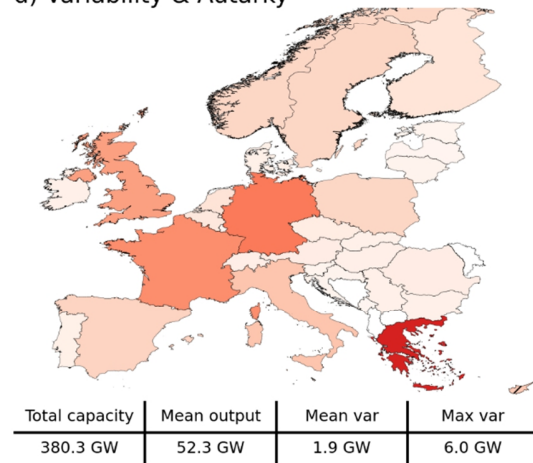 d) Variability & Autarky
Total capacity Mean output Mean var Max var
380.3 GW 52.3 GW 1.9 GW 6.0 GW